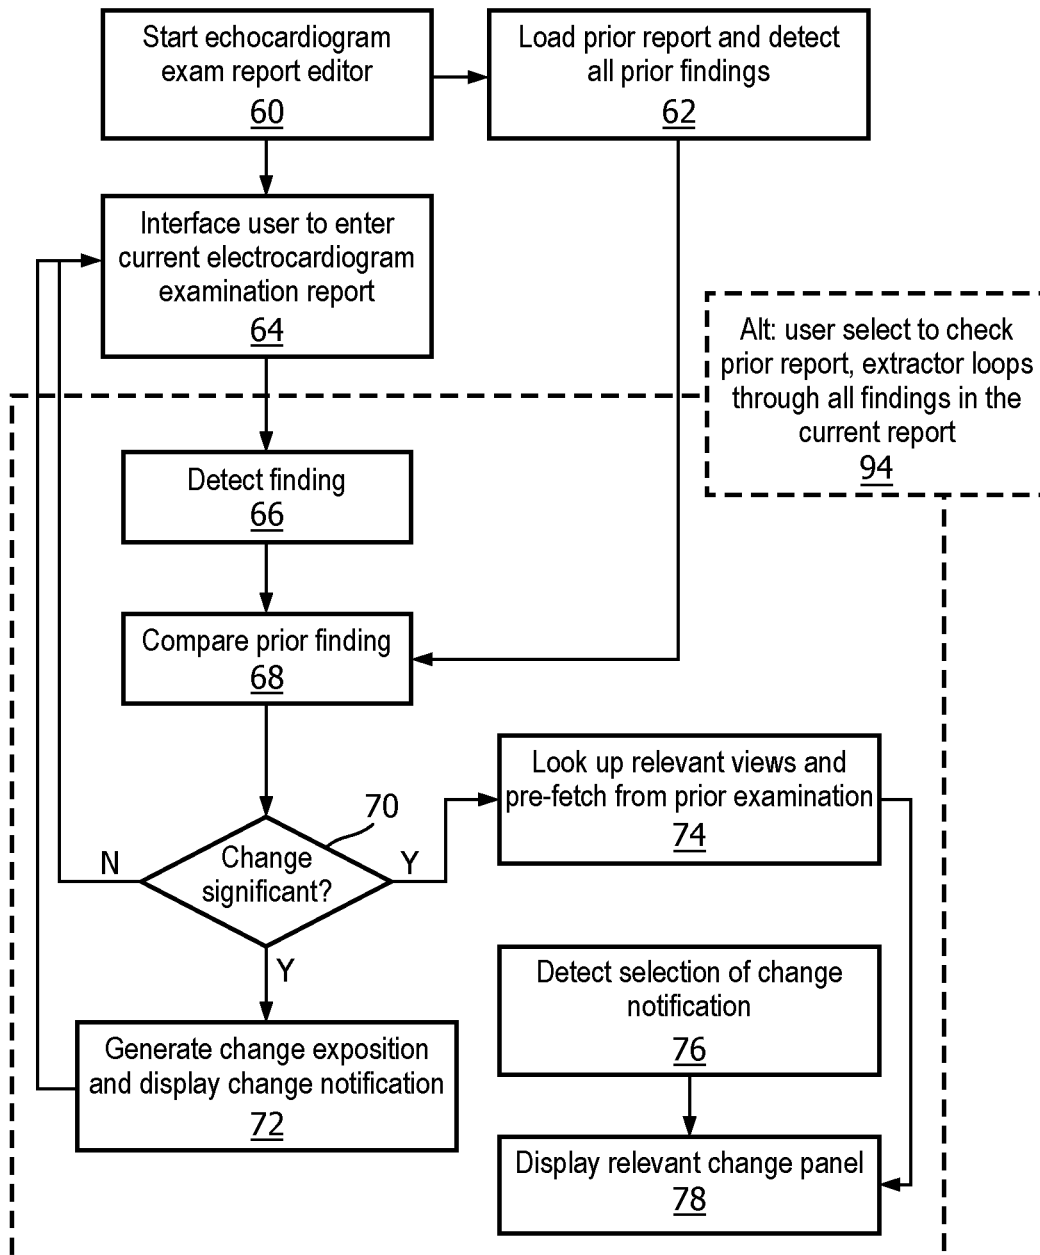 Start echocardiogram
exam report editor
60
Load prior report and detect
all prior findings
62
Interface user to enter
current electrocardiogram
examination report
64
Alt: user select to check
prior report, extractor loops
through all findings in the
current report
94
Detect finding
66
Compare prior finding
68
70
Change
significant?
N
Y
Y
Look up relevant views and
pre-fetch from prior examination
74
Generate change exposition
and display change notification
72
Detect selection of change
notification
76
Display relevant change panel
78